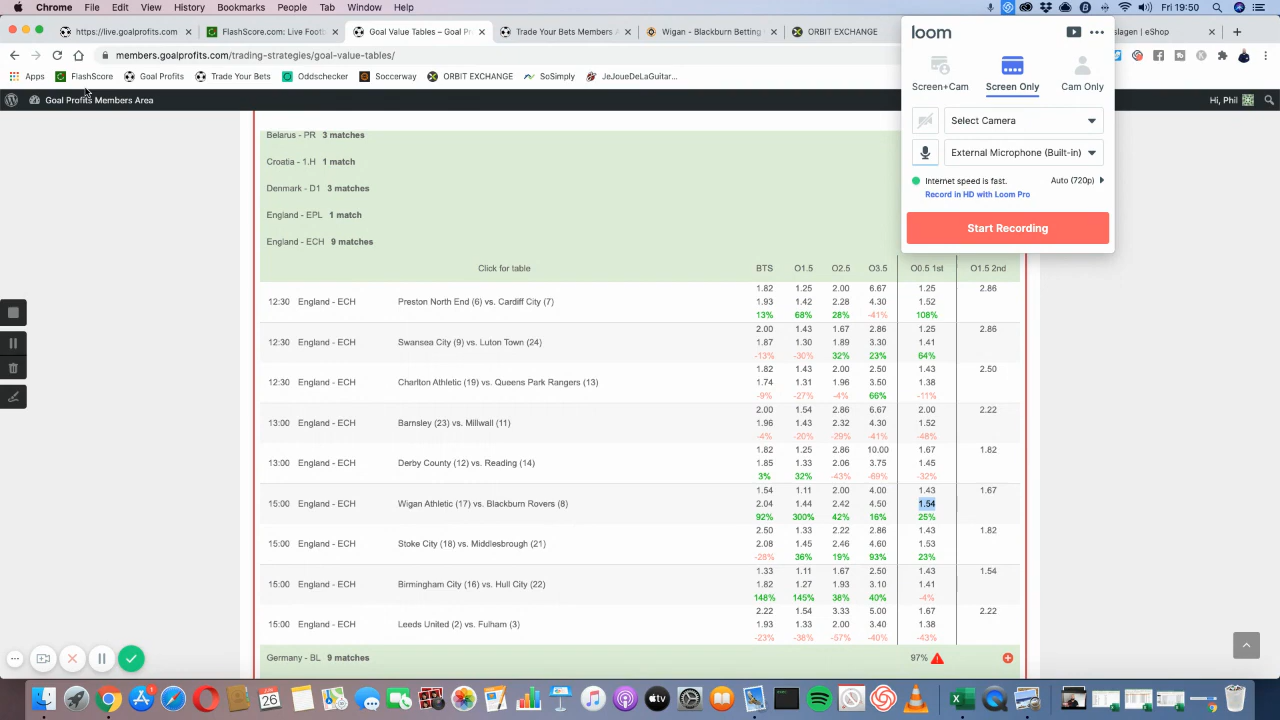 Chrome File Edit View History Bookmarks People Tab Window Help
https://live.goalprofits.com/ × FlashScore.com: Live Footb × Goal Value Tables – Goal Pro × Trade Your Bets Members A × Wigan - Blackburn Betting × ORBIT EXCHANGE slagen | eShop × +
members.goalprofits.com/trading-strategies/goal-value-tables/
Apps FlashScore Goal Profits Trade Your Bets Oddschecker Soccerway ORBIT EXCHANGE SoSimply JeJoueDeLaGuitar...
Goal Profits Members Area Hi, Phil
loom
Screen+Cam Screen Only Cam Only
Select Camera
External Microphone (Built-in)
Internet speed is fast. Auto (720p)
Record in HD with Loom Pro
Start Recording
Belarus - PR 3 matches
Croatia - 1.H 1 match
Denmark - D1 3 matches
England - EPL 1 match
England - ECH 9 matches
Click for table BTS O1.5 O2.5 O3.5 O0.5 1st O1.5 2nd
1.82 1.25 2.00 6.67 1.25 2.86
12:30 England - ECH Preston North End (6) vs. Cardiff City (7) 1.93 1.42 2.28 4.30 1.52
13% 68% 28% -41% 108%
2.00 1.43 1.67 2.86 1.25 2.86
12:30 England - ECH Swansea City (9) vs. Luton Town (24) 1.87 1.30 1.89 3.30 1.41
-13% -30% 32% 23% 64%
1.82 1.43 2.00 2.50 1.43 2.50
12:30 England - ECH Charlton Athletic (19) vs. Queens Park Rangers (13) 1.74 1.31 1.96 3.50 1.38
-9% -27% -4% 66% -11%
2.00 1.54 2.86 6.67 2.00 2.22
13:00 England - ECH Barnsley (23) vs. Millwall (11) 1.96 1.43 2.32 4.30 1.52
-4% -20% -29% -41% -48%
1.82 1.25 2.86 10.00 1.67 1.82
13:00 England - ECH Derby County (12) vs. Reading (14) 1.85 1.33 2.06 3.75 1.45
3% 32% -43% -69% -32%
1.54 1.11 2.00 4.00 1.43 1.67
15:00 England - ECH Wigan Athletic (17) vs. Blackburn Rovers (8) 2.04 1.44 2.42 4.50 1.54
92% 300% 42% 16% 25%
2.50 1.33 2.22 2.86 1.43 1.82
15:00 England - ECH Stoke City (18) vs. Middlesbrough (21) 2.08 1.45 2.46 4.60 1.53
-28% 36% 19% 93% 23%
1.33 1.11 1.67 2.50 1.43 1.54
15:00 England - ECH Birmingham City (16) vs. Hull City (22) 1.82 1.27 1.93 3.10 1.41
148% 145% 38% 40% -4%
2.22 1.54 3.33 5.00 1.67 2.22
15:00 England - ECH Leeds United (2) vs. Fulham (3) 1.93 1.33 2.00 3.40 1.38
-23% -38% -57% -40% -43%
Germany - BL 9 matches 97%